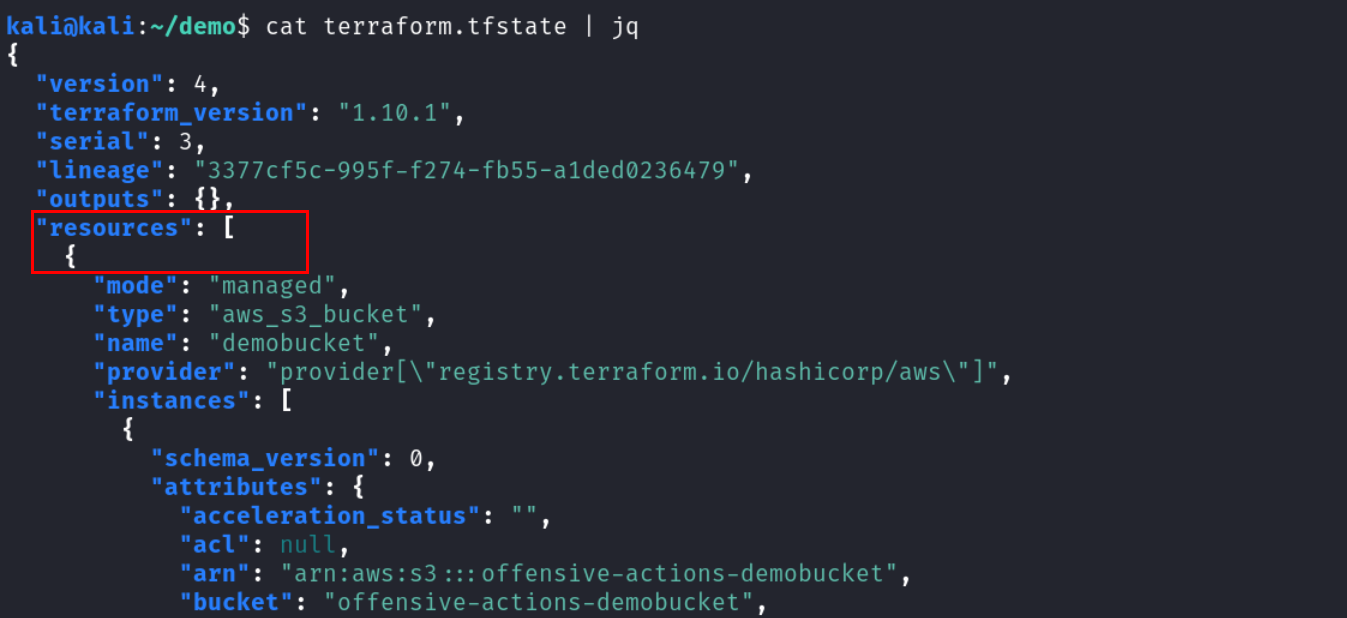 kali@kali:~/demo$ cat terraform.tfstate | jq
{
  "version": 4,
  "terraform_version": "1.10.1",
  "serial": 3,
  "lineage": "3377cf5c-995f-f274-fb55-a1ded0236479",
  "outputs": {},
  "resources": [
    {
      "mode": "managed",
      "type": "aws_s3_bucket",
      "name": "demobucket",
      "provider": "provider[\"registry.terraform.io/hashicorp/aws\"]",
      "instances": [
        {
          "schema_version": 0,
          "attributes": {
            "acceleration_status": "",
            "acl": null,
            "arn": "arn:aws:s3:::offensive-actions-demobucket",
            "bucket": "offensive-actions-demobucket",